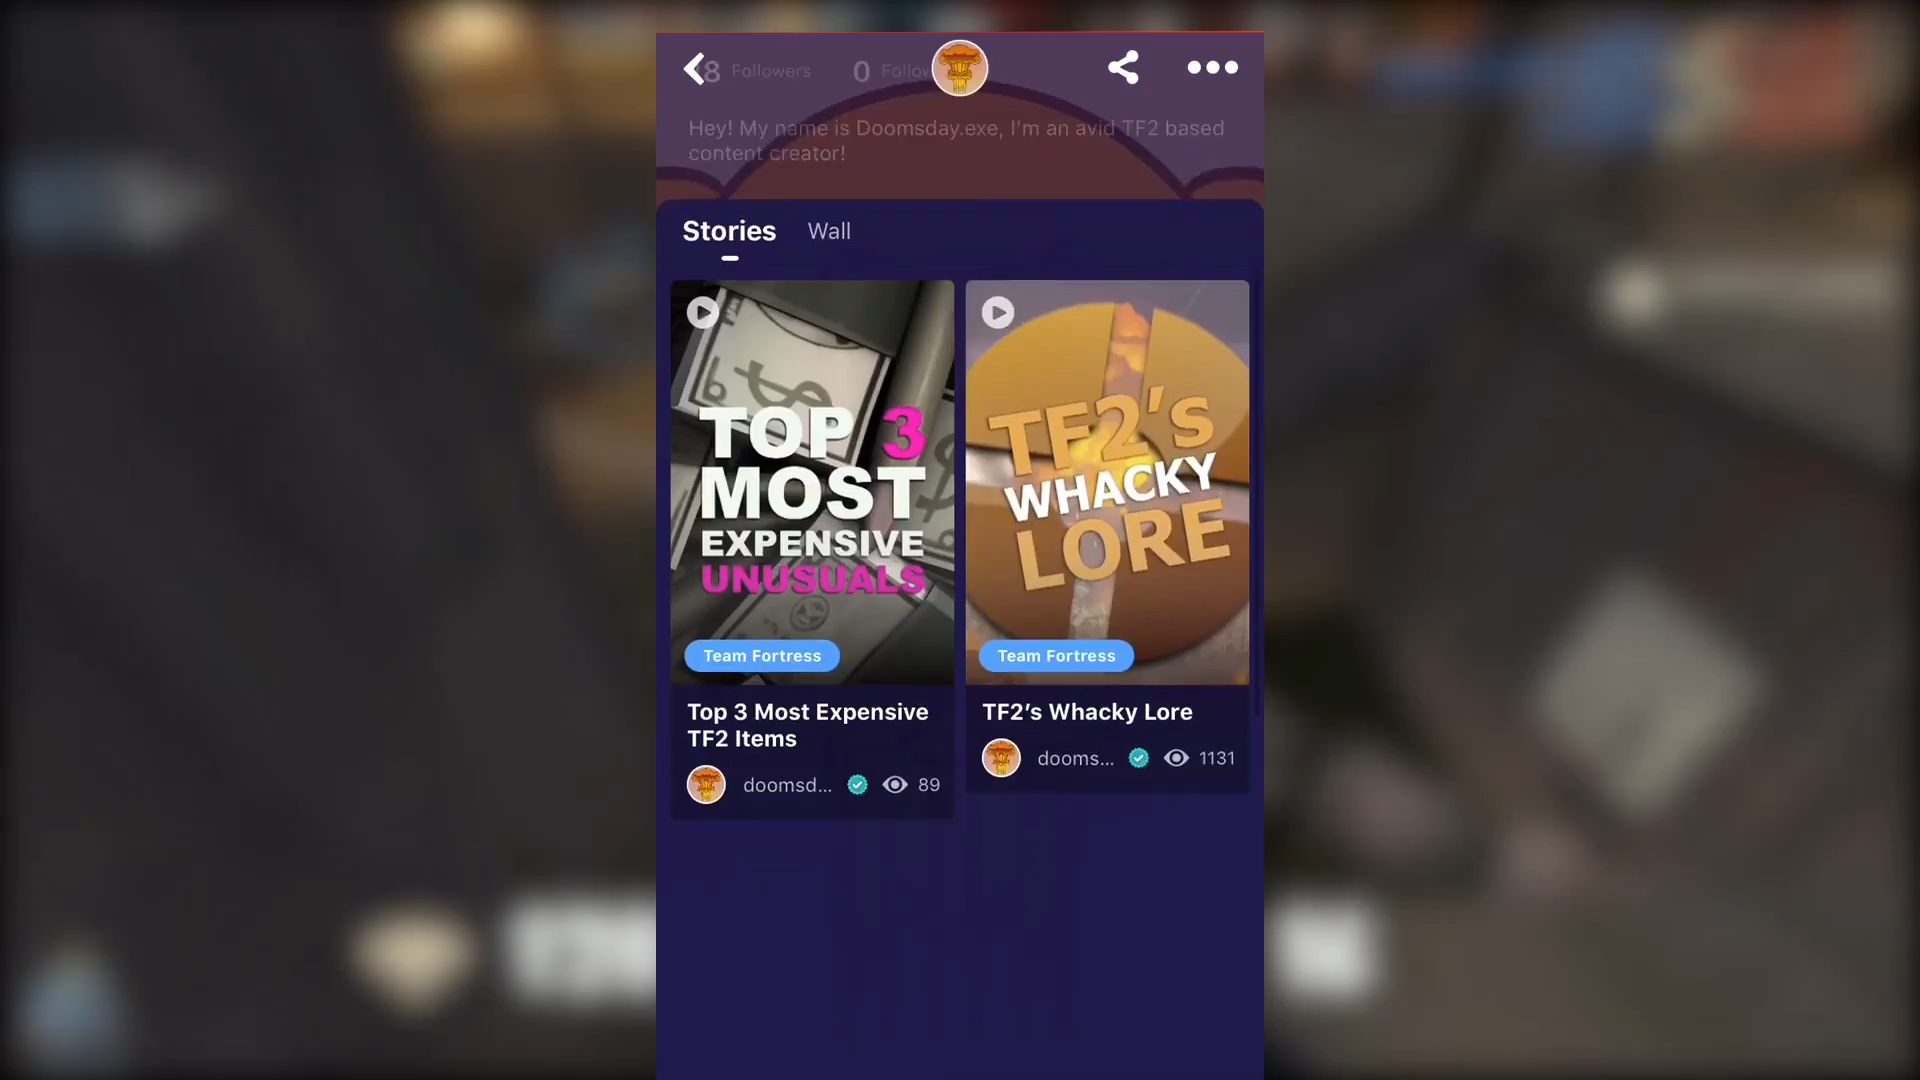 8 Followers 0 Follow
Hey! My name is Doomsday.exe, I'm an avid TF2 based
content creator!
Stories Wall
TOP 3
MOST
EXPENSIVE
UNUSUALS
Team Fortress
Top 3 Most Expensive
TF2 Items
doomsd... 89
TF2's
WHACKY
LORE
Team Fortress
TF2’s Whacky Lore
dooms... 1131